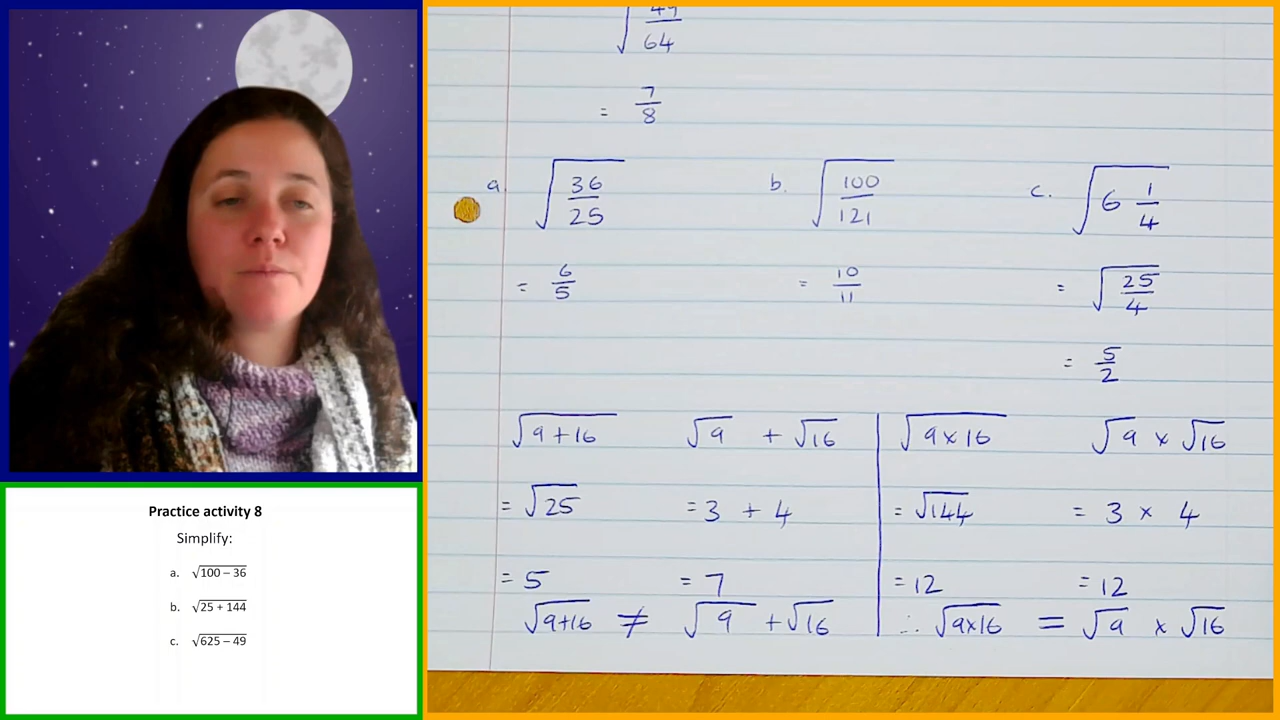 √49/64
= 7/8
a. √36/25
b. √100/121
c. √6 1/4
= 6/5
= 10/11
= √25/4
= 5/2
√9+16 √9 + √16
= √25 = 3 + 4
= 5 = 7
√9+16 ≠ √9 + √16
√9×16 √9 × √16
= √144 = 3 × 4
= 12 = 12
∴ √9×16 = √9 × √16
Practice activity 8
Simplify:
a. √100 – 36
b. √25 + 144
c. √625 – 49